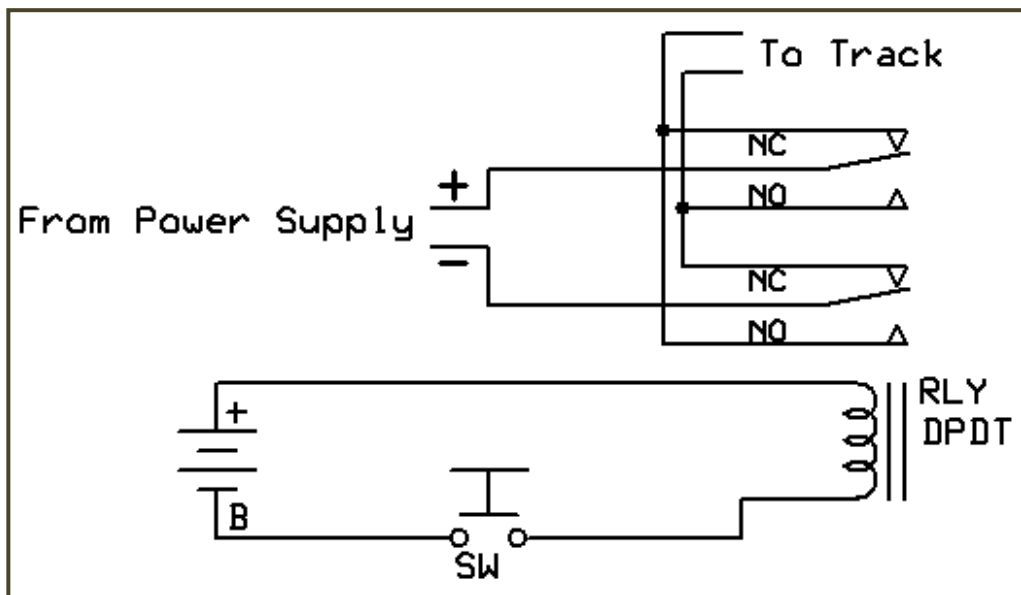 To Track
NC
+
NO
From Power Supply
-
NC
NO
RLY
DPDT
+
B
SW